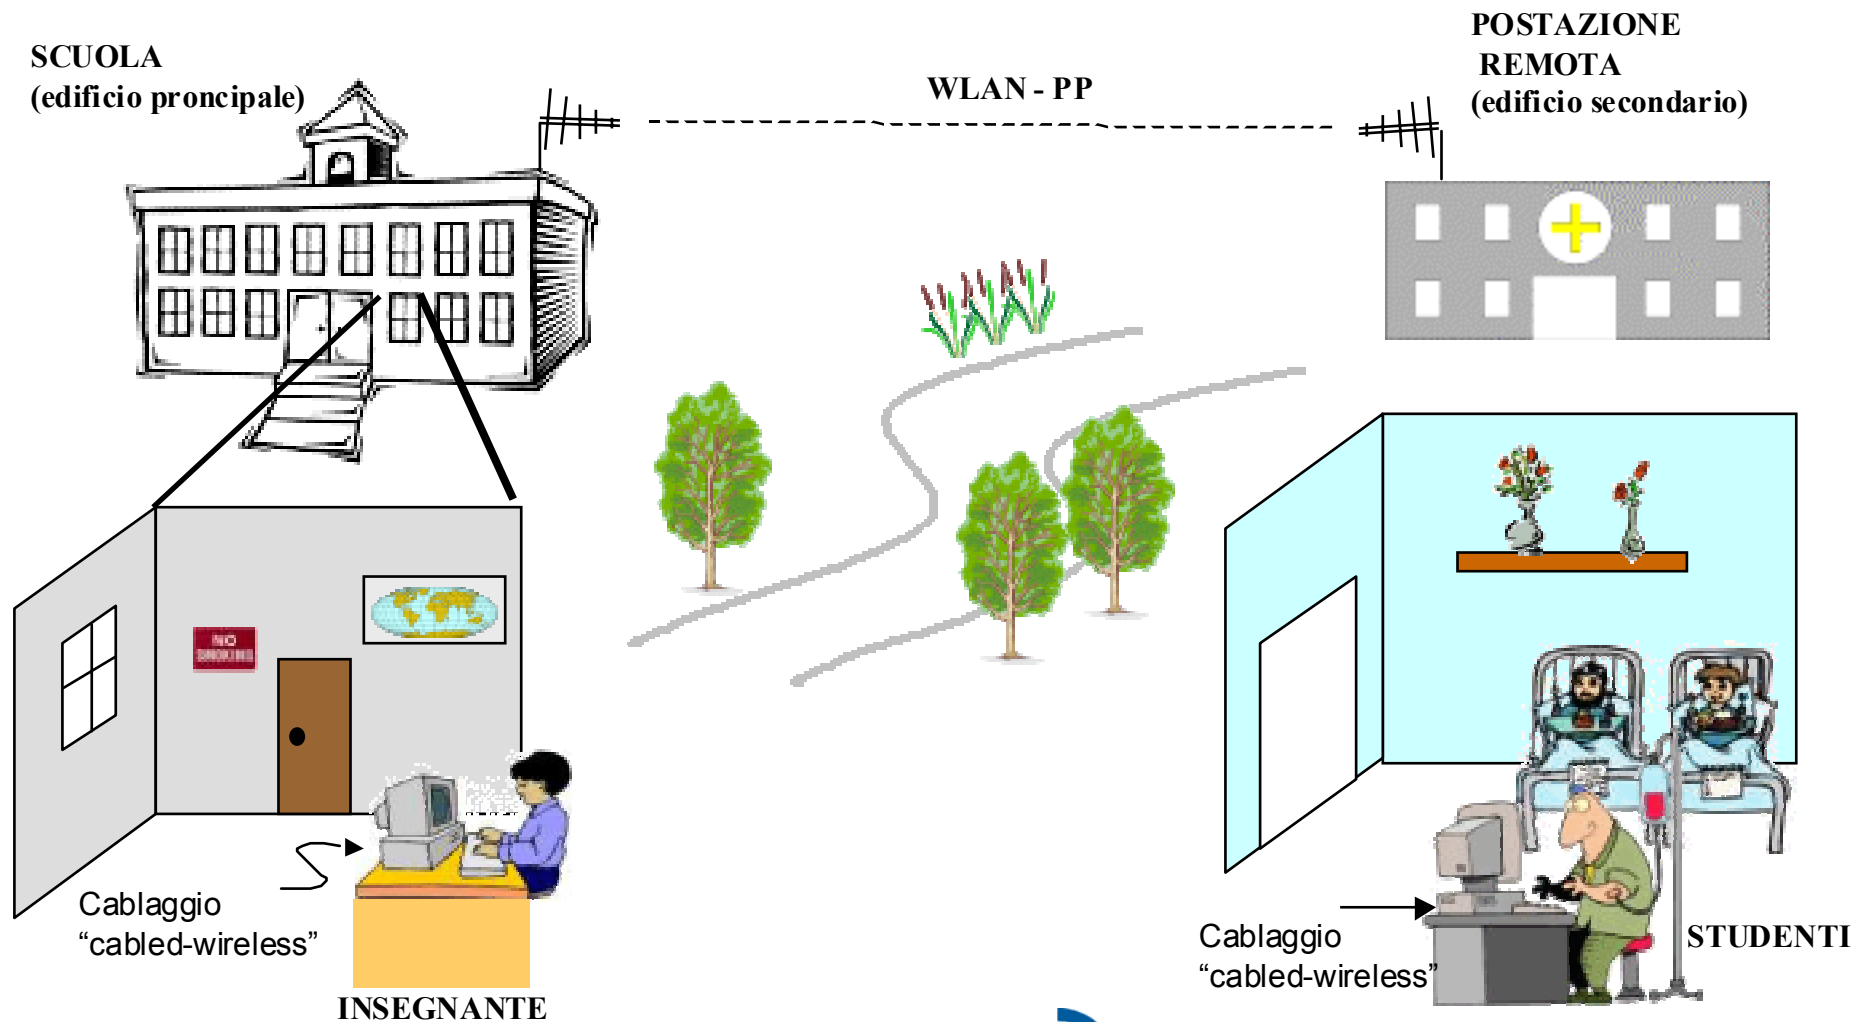 SCUOLA
(edificio proncipale)
WLAN - PP
POSTAZIONE
REMOTA
(edificio secondario)
NO
SMOKING
Cablaggio
“cabled-wireless”
INSEGNANTE
Cablaggio
“cabled-wireless”
STUDENTI